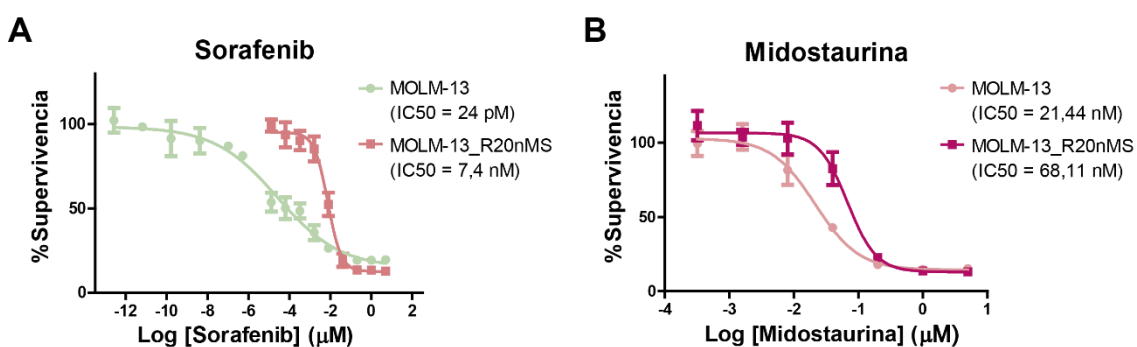 A
Sorafenib
%Supervivencia
100
50
0
-12 -10 -8 -6 -4 -2 0 2
Log [Sorafenib] (μM)
MOLM-13
(IC50 = 24 pM)
MOLM-13_R20nMS
(IC50 = 7,4 nM)
B
Midostaurina
%Supervivencia
100
50
0
-4 -3 -2 -1 0 1
Log [Midostaurina] (μM)
MOLM-13
(IC50 = 21,44 nM)
MOLM-13_R20nMS
(IC50 = 68,11 nM)